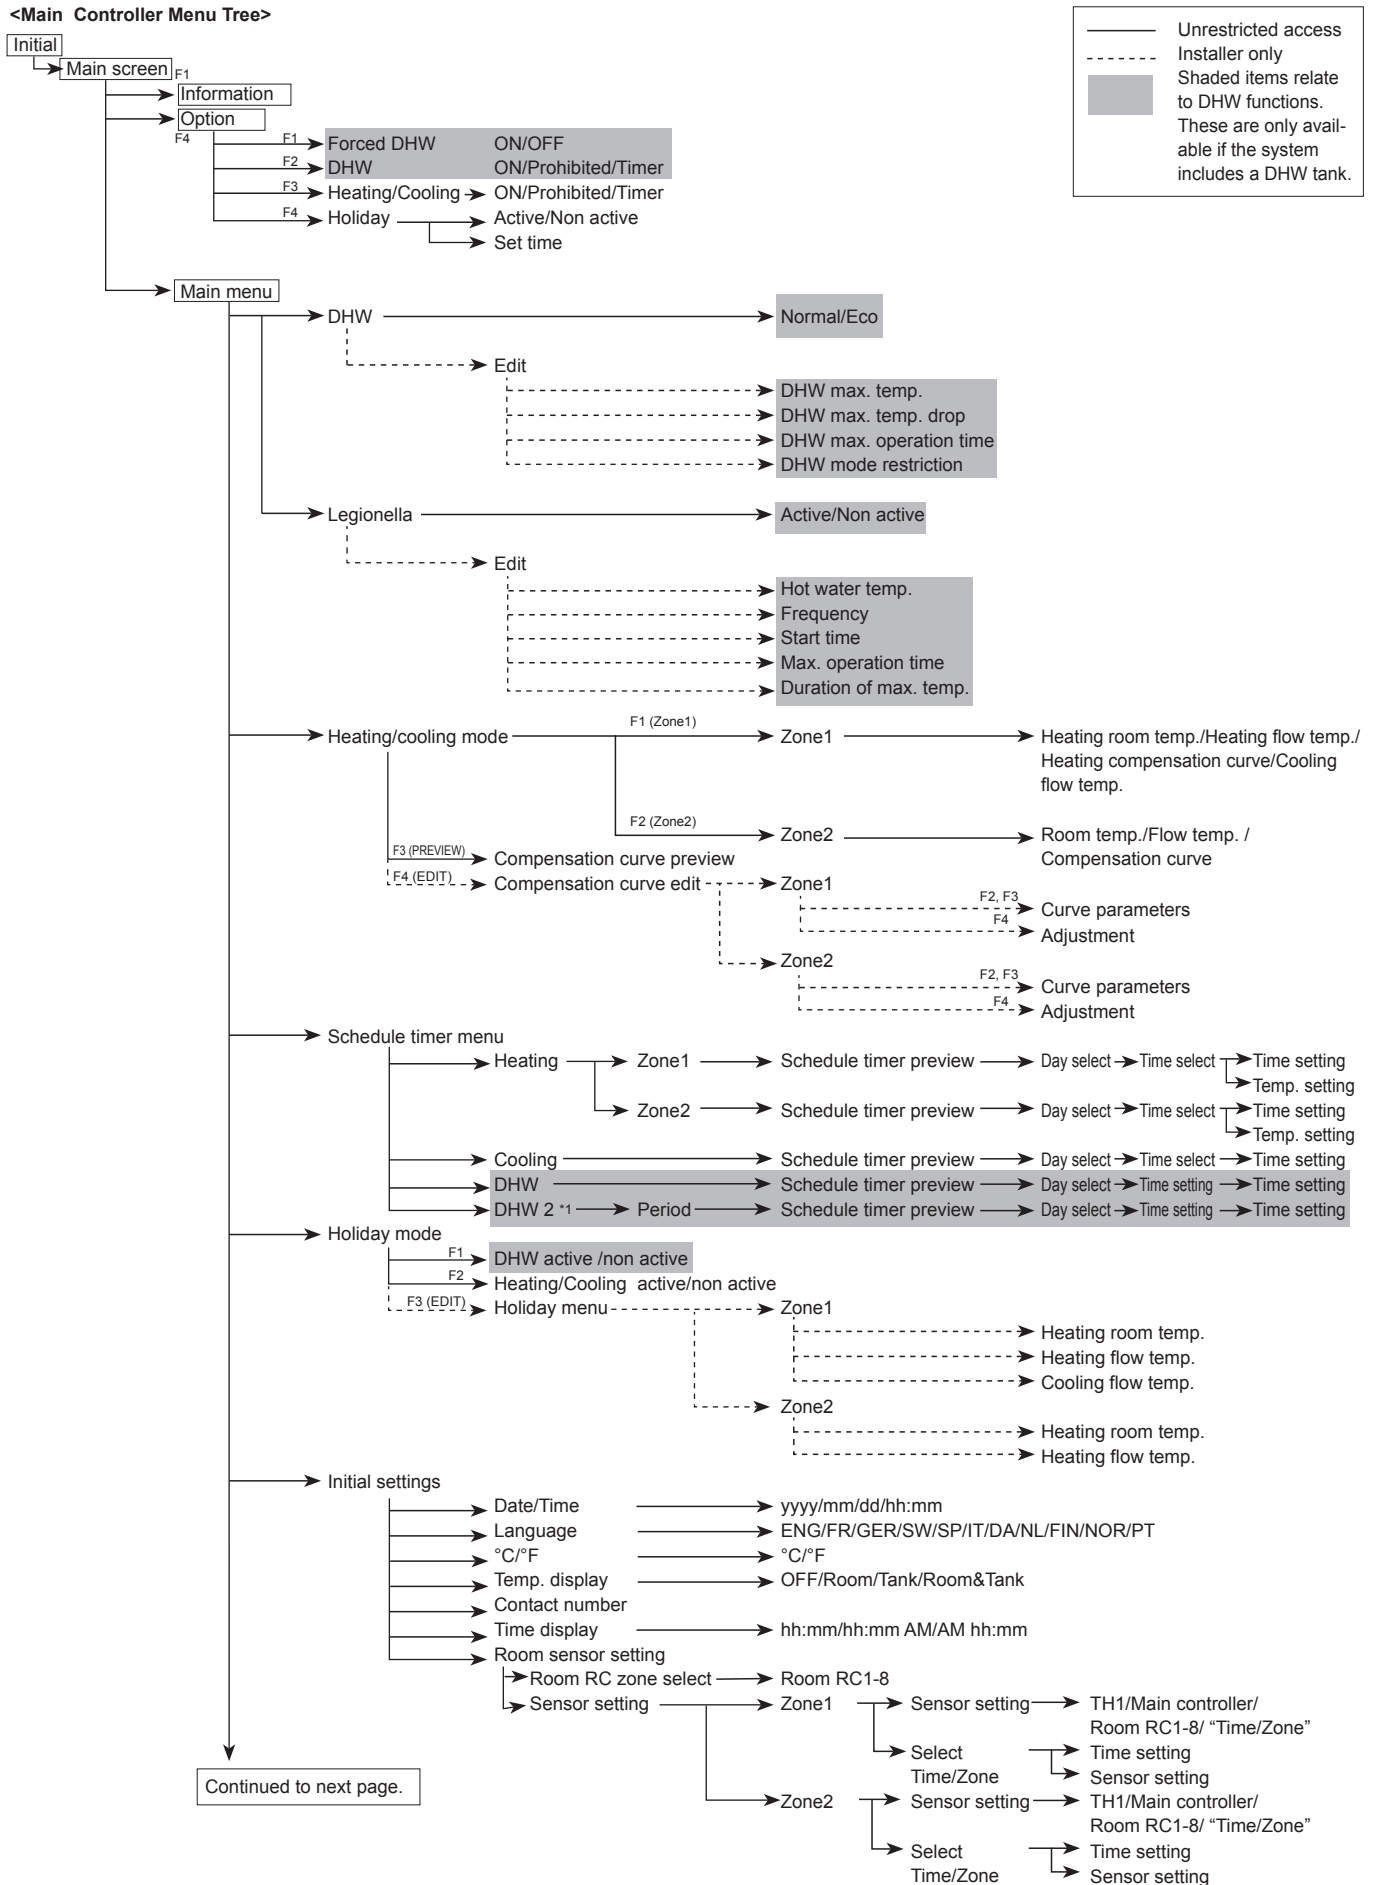 <Main Controller Menu Tree>
Unrestricted access
Installer only
Shaded items relate
to DHW functions.
These are only avail-
able if the system
includes a DHW tank.
Initial
Main screen F1
Information
Option
F4
F1 Forced DHW ON/OFF
F2 DHW ON/Prohibited/Timer
F3 Heating/Cooling ON/Prohibited/Timer
F4 Holiday Active/Non active
Set time
Main menu
DHW Normal/Eco
Edit
DHW max. temp.
DHW max. temp. drop
DHW max. operation time
DHW mode restriction
Legionella Active/Non active
Edit
Hot water temp.
Frequency
Start time
Max. operation time
Duration of max. temp.
Heating/cooling mode F1 (Zone1) Zone1 Heating room temp./Heating flow temp./
Heating compensation curve/Cooling
flow temp.
F2 (Zone2) Zone2 Room temp./Flow temp. /
Compensation curve
F3 (PREVIEW) Compensation curve preview
F4 (EDIT) Compensation curve edit Zone1
F2, F3 Curve parameters
F4 Adjustment
Zone2
F2, F3 Curve parameters
F4 Adjustment
Schedule timer menu
Heating Zone1 Schedule timer preview Day select Time select Time setting
Temp. setting
Zone2 Schedule timer preview Day select Time select Time setting
Temp. setting
Cooling Schedule timer preview Day select Time select Time setting
DHW Schedule timer preview Day select Time setting Time setting
DHW 2 *1 Period Schedule timer preview Day select Time setting Time setting
Holiday mode
F1 DHW active /non active
F2 Heating/Cooling active/non active
F3 (EDIT) Holiday menu Zone1
Heating room temp.
Heating flow temp.
Cooling flow temp.
Zone2
Heating room temp.
Heating flow temp.
Initial settings
Date/Time yyyy/mm/dd/hh:mm
Language ENG/FR/GER/SW/SP/IT/DA/NL/FIN/NOR/PT
°C/°F °C/°F
Temp. display OFF/Room/Tank/Room&Tank
Contact number
Time display hh:mm/hh:mm AM/AM hh:mm
Room sensor setting
Room RC zone select Room RC1-8
Sensor setting Zone1 Sensor setting TH1/Main controller/
Room RC1-8/ “Time/Zone”
Select Time setting
Time/Zone Sensor setting
Continued to next page.
Zone2 Sensor setting TH1/Main controller/
Room RC1-8/ “Time/Zone”
Select Time setting
Time/Zone Sensor setting